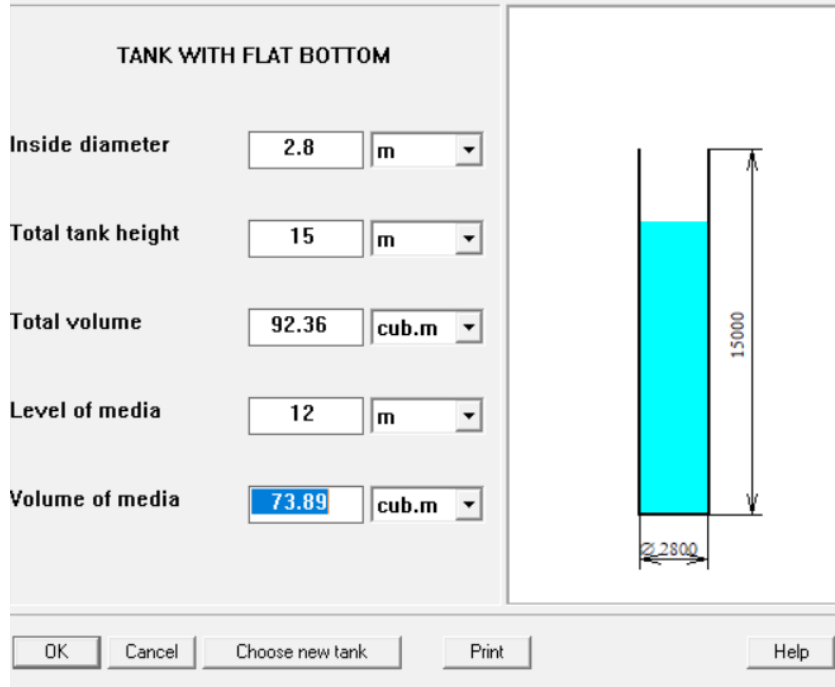 TANK WITH FLAT BOTTOM
Inside diameter 2.8 m
Total tank height 15 m
Total volume 92.36 cub.m
Level of media 12 m
Volume of media 73.89 cub.m
15000
∅ 2800
OK Cancel Choose new tank Print Help